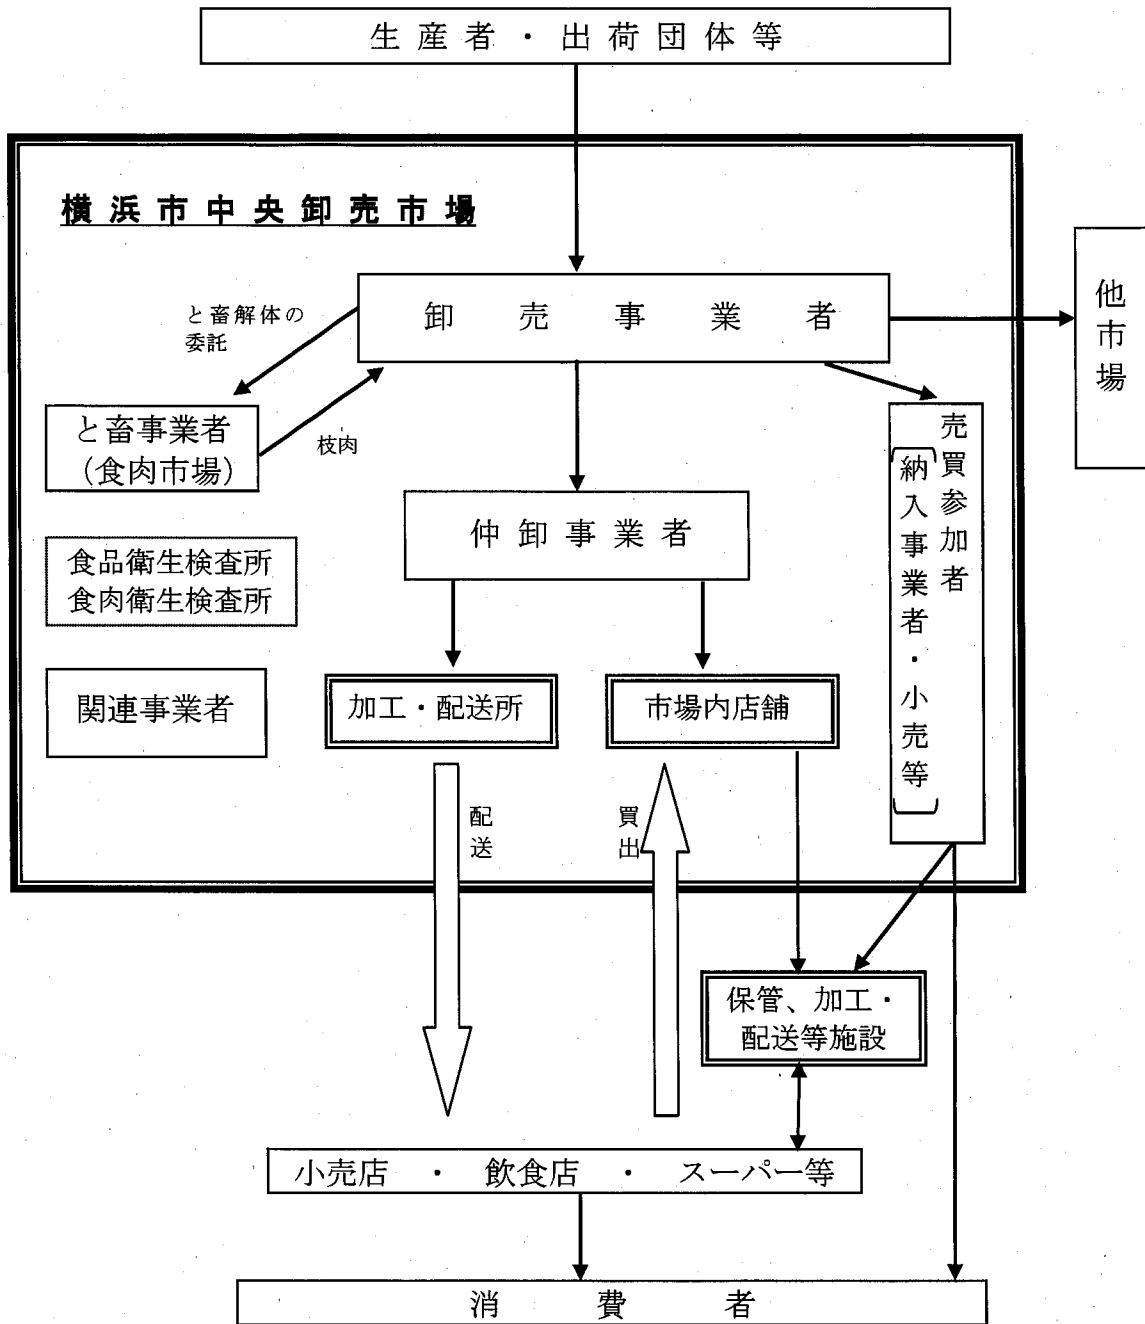 生産者・出荷団体等
横浜市中央卸売市場
卸売事業者
他市場
と畜解体の
委託
と畜事業者
（食肉市場）
枝肉
売買参加者
（納入事業者・小売等）
仲卸事業者
食品衛生検査所
食肉衛生検査所
関連事業者
加工・配送所
市場内店舗
配送
買出
保管、加工・
配送等施設
小売店 ・ 飲食店 ・ スーパー等
消費者